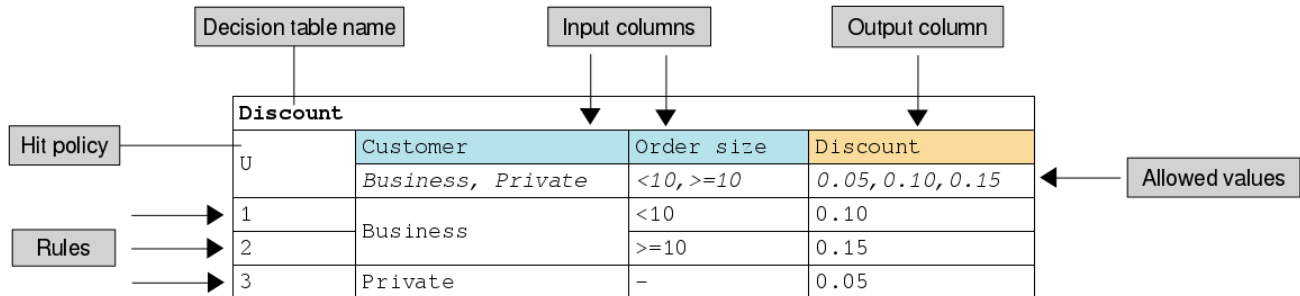 Decision table name
Input columns
Output column
Discount
Hit policy
U
Customer
Order size
Discount
Business, Private
<10,>=10
0.05,0.10,0.15
Allowed values
Rules
1
Business
<10
0.10
2
>=10
0.15
3
Private
–
0.05